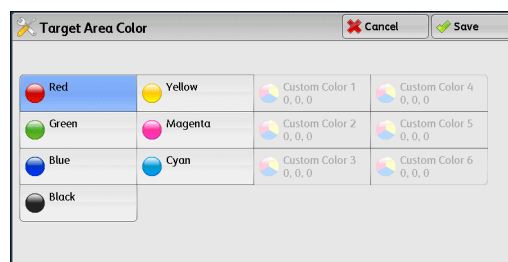 Target Area Color
Cancel
Save
Red
Yellow
Custom Color 1
0, 0, 0
Custom Color 4
0, 0, 0
Green
Magenta
Custom Color 2
0, 0, 0
Custom Color 5
0, 0, 0
Blue
Cyan
Custom Color 3
0, 0, 0
Custom Color 6
0, 0, 0
Black